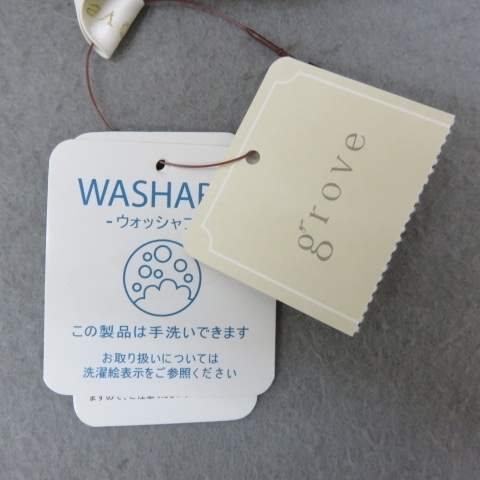 WASHAB
-ウォッシャブ
この製品は手洗いできます
お取り扱いについては
洗濯絵表示をご参照ください
grove